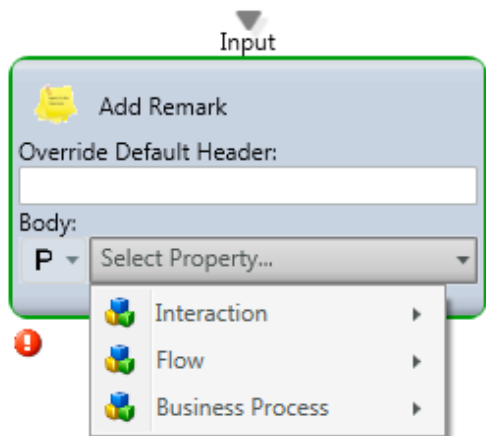 Input
Add Remark
Override Default Header:
Body:
P Select Property...
Interaction
Flow
Business Process